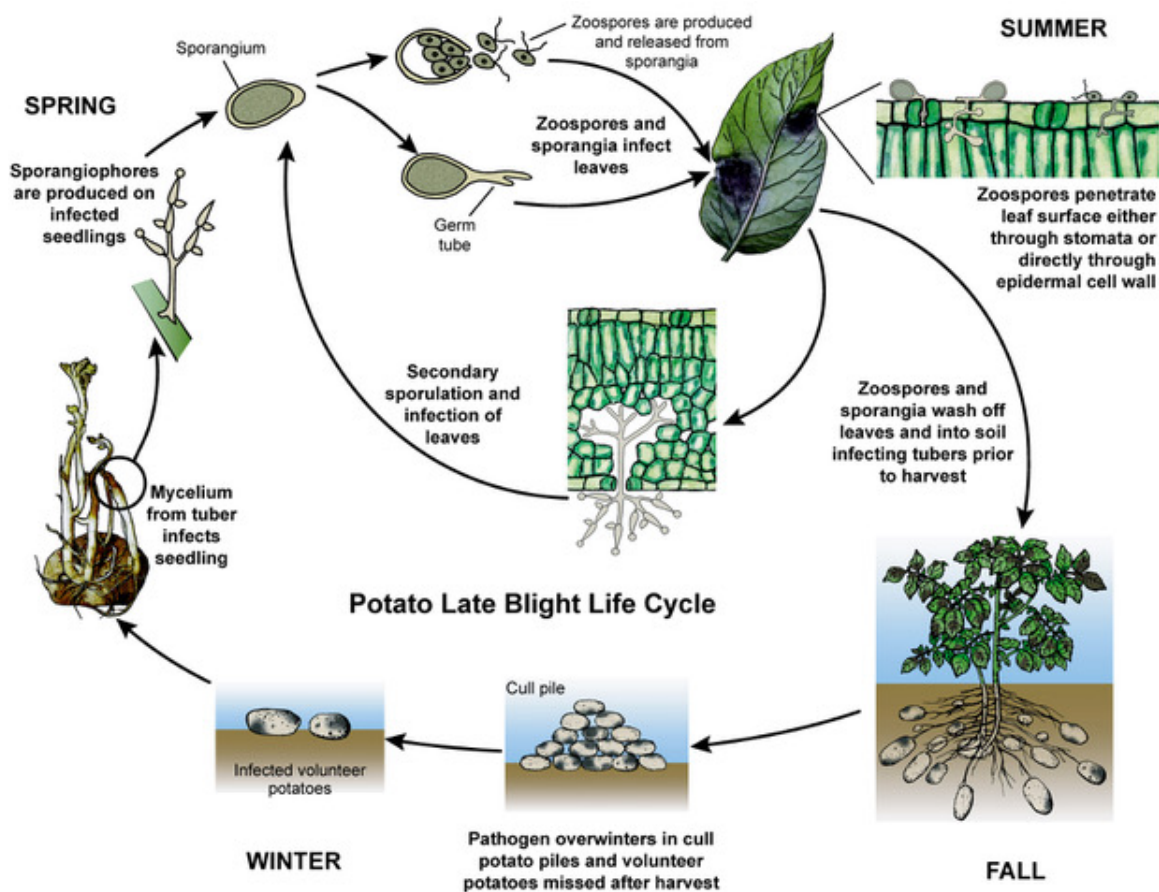 SPRING
Sporangium
Zoospores are produced
and released from
sporangia
SUMMER
Sporangiophores
are produced on
infected
seedlings
Zoospores and
sporangia infect
leaves
Germ
tube
Zoospores penetrate
leaf surface either
through stomata or
directly through
epidermal cell wall
Secondary
sporulation and
infection of
leaves
Zoospores and
sporangia wash off
leaves and into soil
infecting tubers prior
to harvest
Mycelium
from tuber
infects
seedling
Potato Late Blight Life Cycle
Cull pile
Infected volunteer
potatoes
WINTER
Pathogen overwinters in cull
potato piles and volunteer
potatoes missed after harvest
FALL